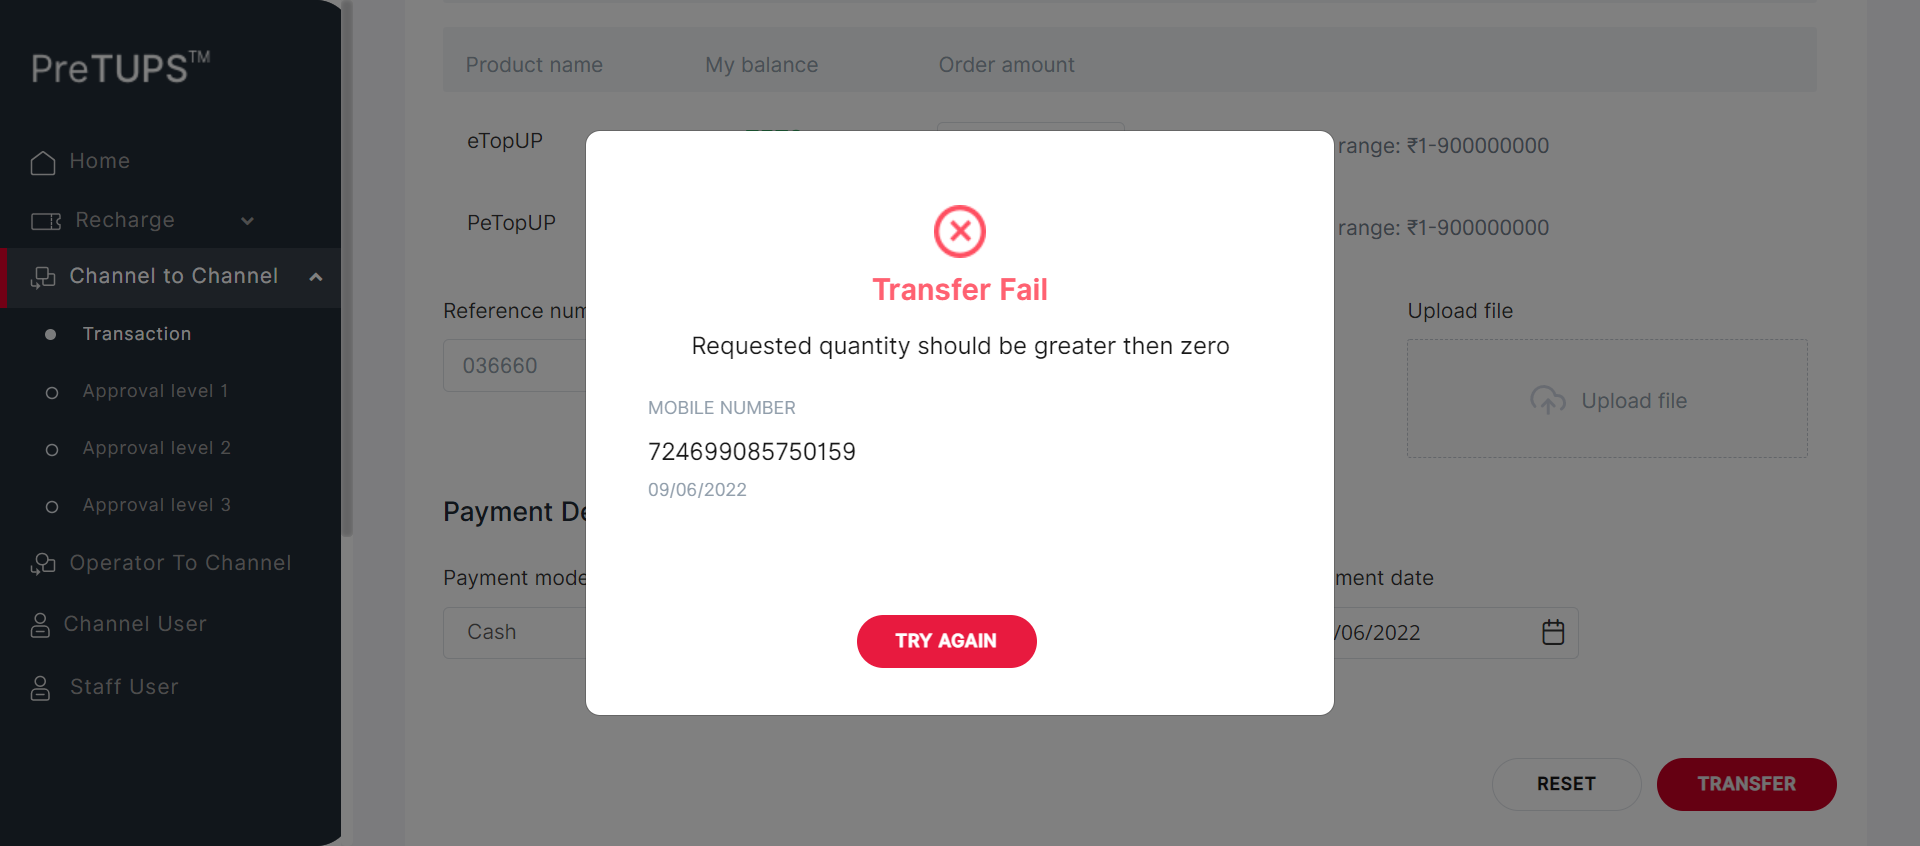 PreTUPS™
Home
Recharge
Channel to Channel
Transaction
Approval level 1
Approval level 2
Approval level 3
Operator To Channel
Channel User
Staff User
Product name My balance Order amount
eTopUP range: ₹1-900000000
PeTopUP range: ₹1-900000000
Reference num
036660
Upload file
Upload file
Payment De
Payment mode
Cash
ment date
/06/2022
RESET TRANSFER
Transfer Fail
Requested quantity should be greater then zero
MOBILE NUMBER
724699085750159
09/06/2022
TRY AGAIN